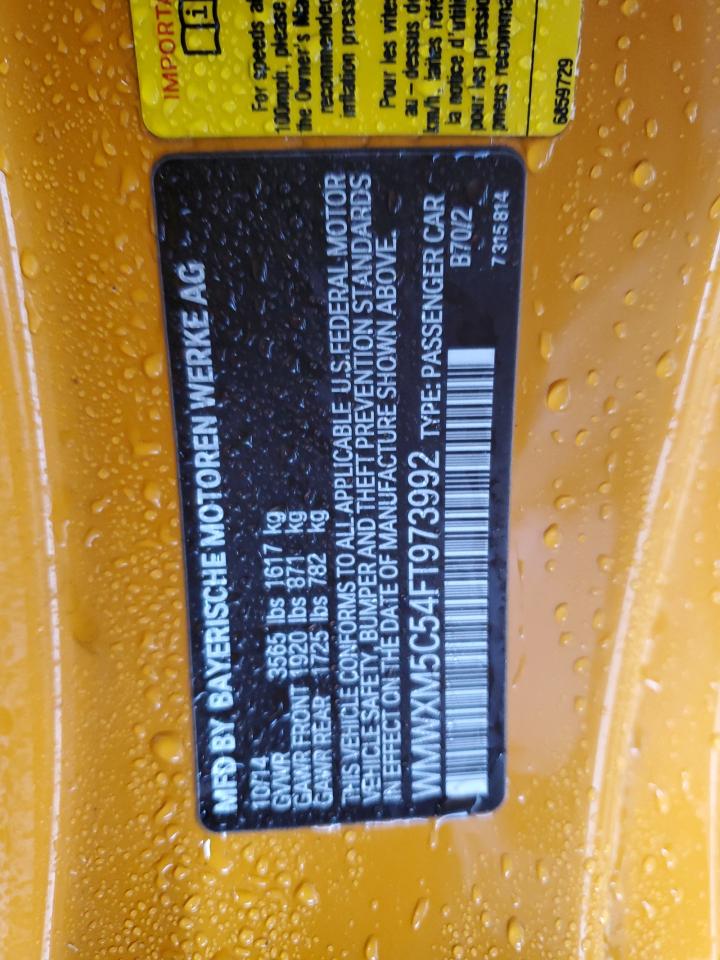 IMPORTA
For speeds a
100mph, please
the Owner's Ma
recommended
inflation press
Pour les vite
au - dessus d
km/h, faites réfé
la notice d'utili
pour les pressio
pneus recomma
6859729
MFD BY BAYERISCHE MOTOREN WERKE AG
10/14
GVWR 3565 lbs 1617 kg
GAWR FRONT 1920 lbs 871 kg
GAWR REAR 1725 lbs 782 kg
THIS VEHICLE CONFORMS TO ALL APPLICABLE U.S. FEDERAL MOTOR
VEHICLE SAFETY, BUMPER AND THEFT PREVENTION STANDARDS
IN EFFECT ON THE DATE OF MANUFACTURE SHOWN ABOVE.
WMWXM5C54FT973992 TYPE: PASSENGER CAR
B70/2
7 315 814